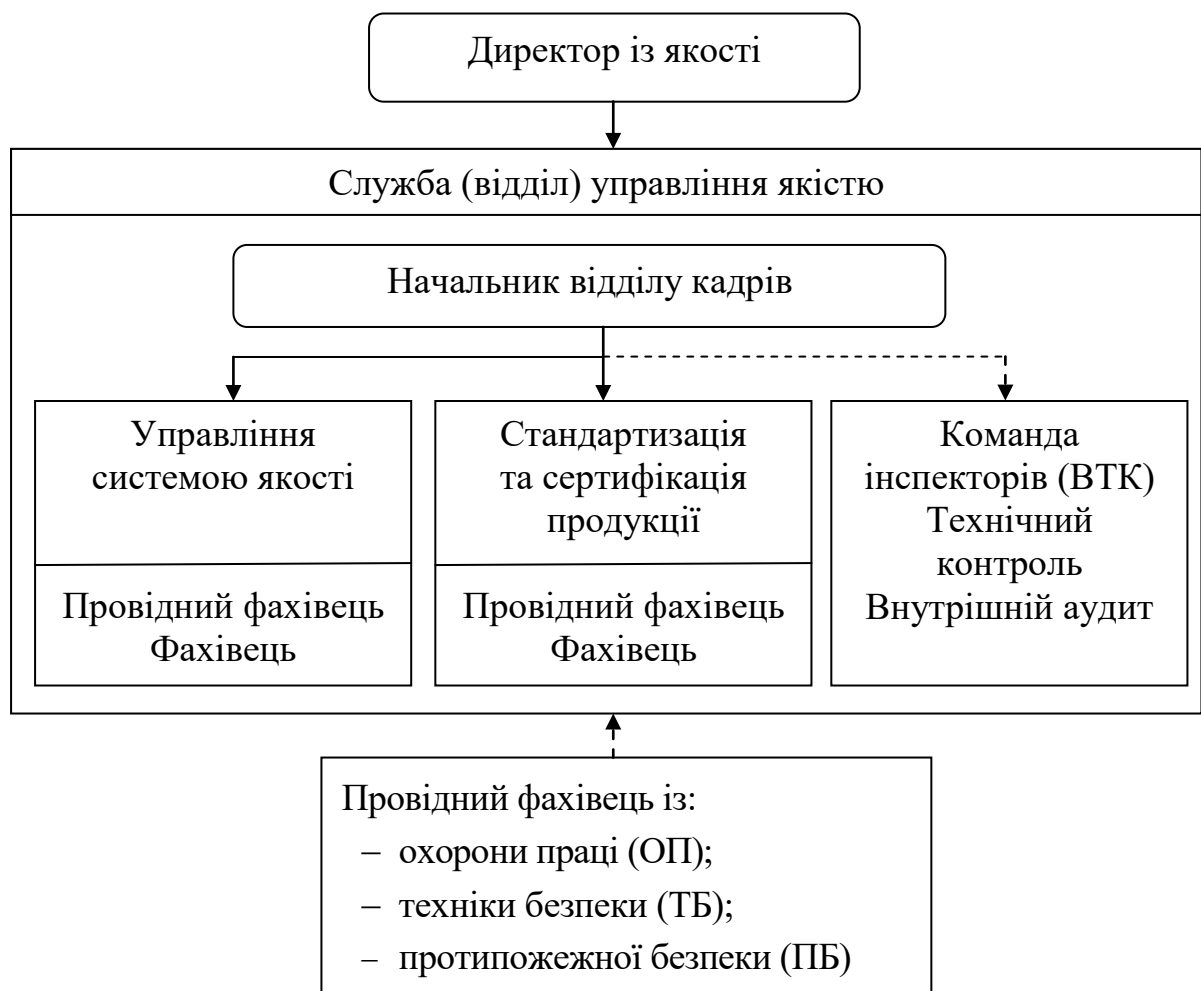 Директор із якості
Служба (відділ) управління якістю
Начальник відділу кадрів
Управління
системою якості
Провідний фахівець
Фахівець
Стандартизація
та сертифікація
продукції
Провідний фахівець
Фахівець
Команда
інспекторів (ВТК)
Технічний
контроль
Внутрішній аудит
Провідний фахівець із:
– охорони праці (ОП);
– техніки безпеки (ТБ);
– протипожежної безпеки (ПБ)